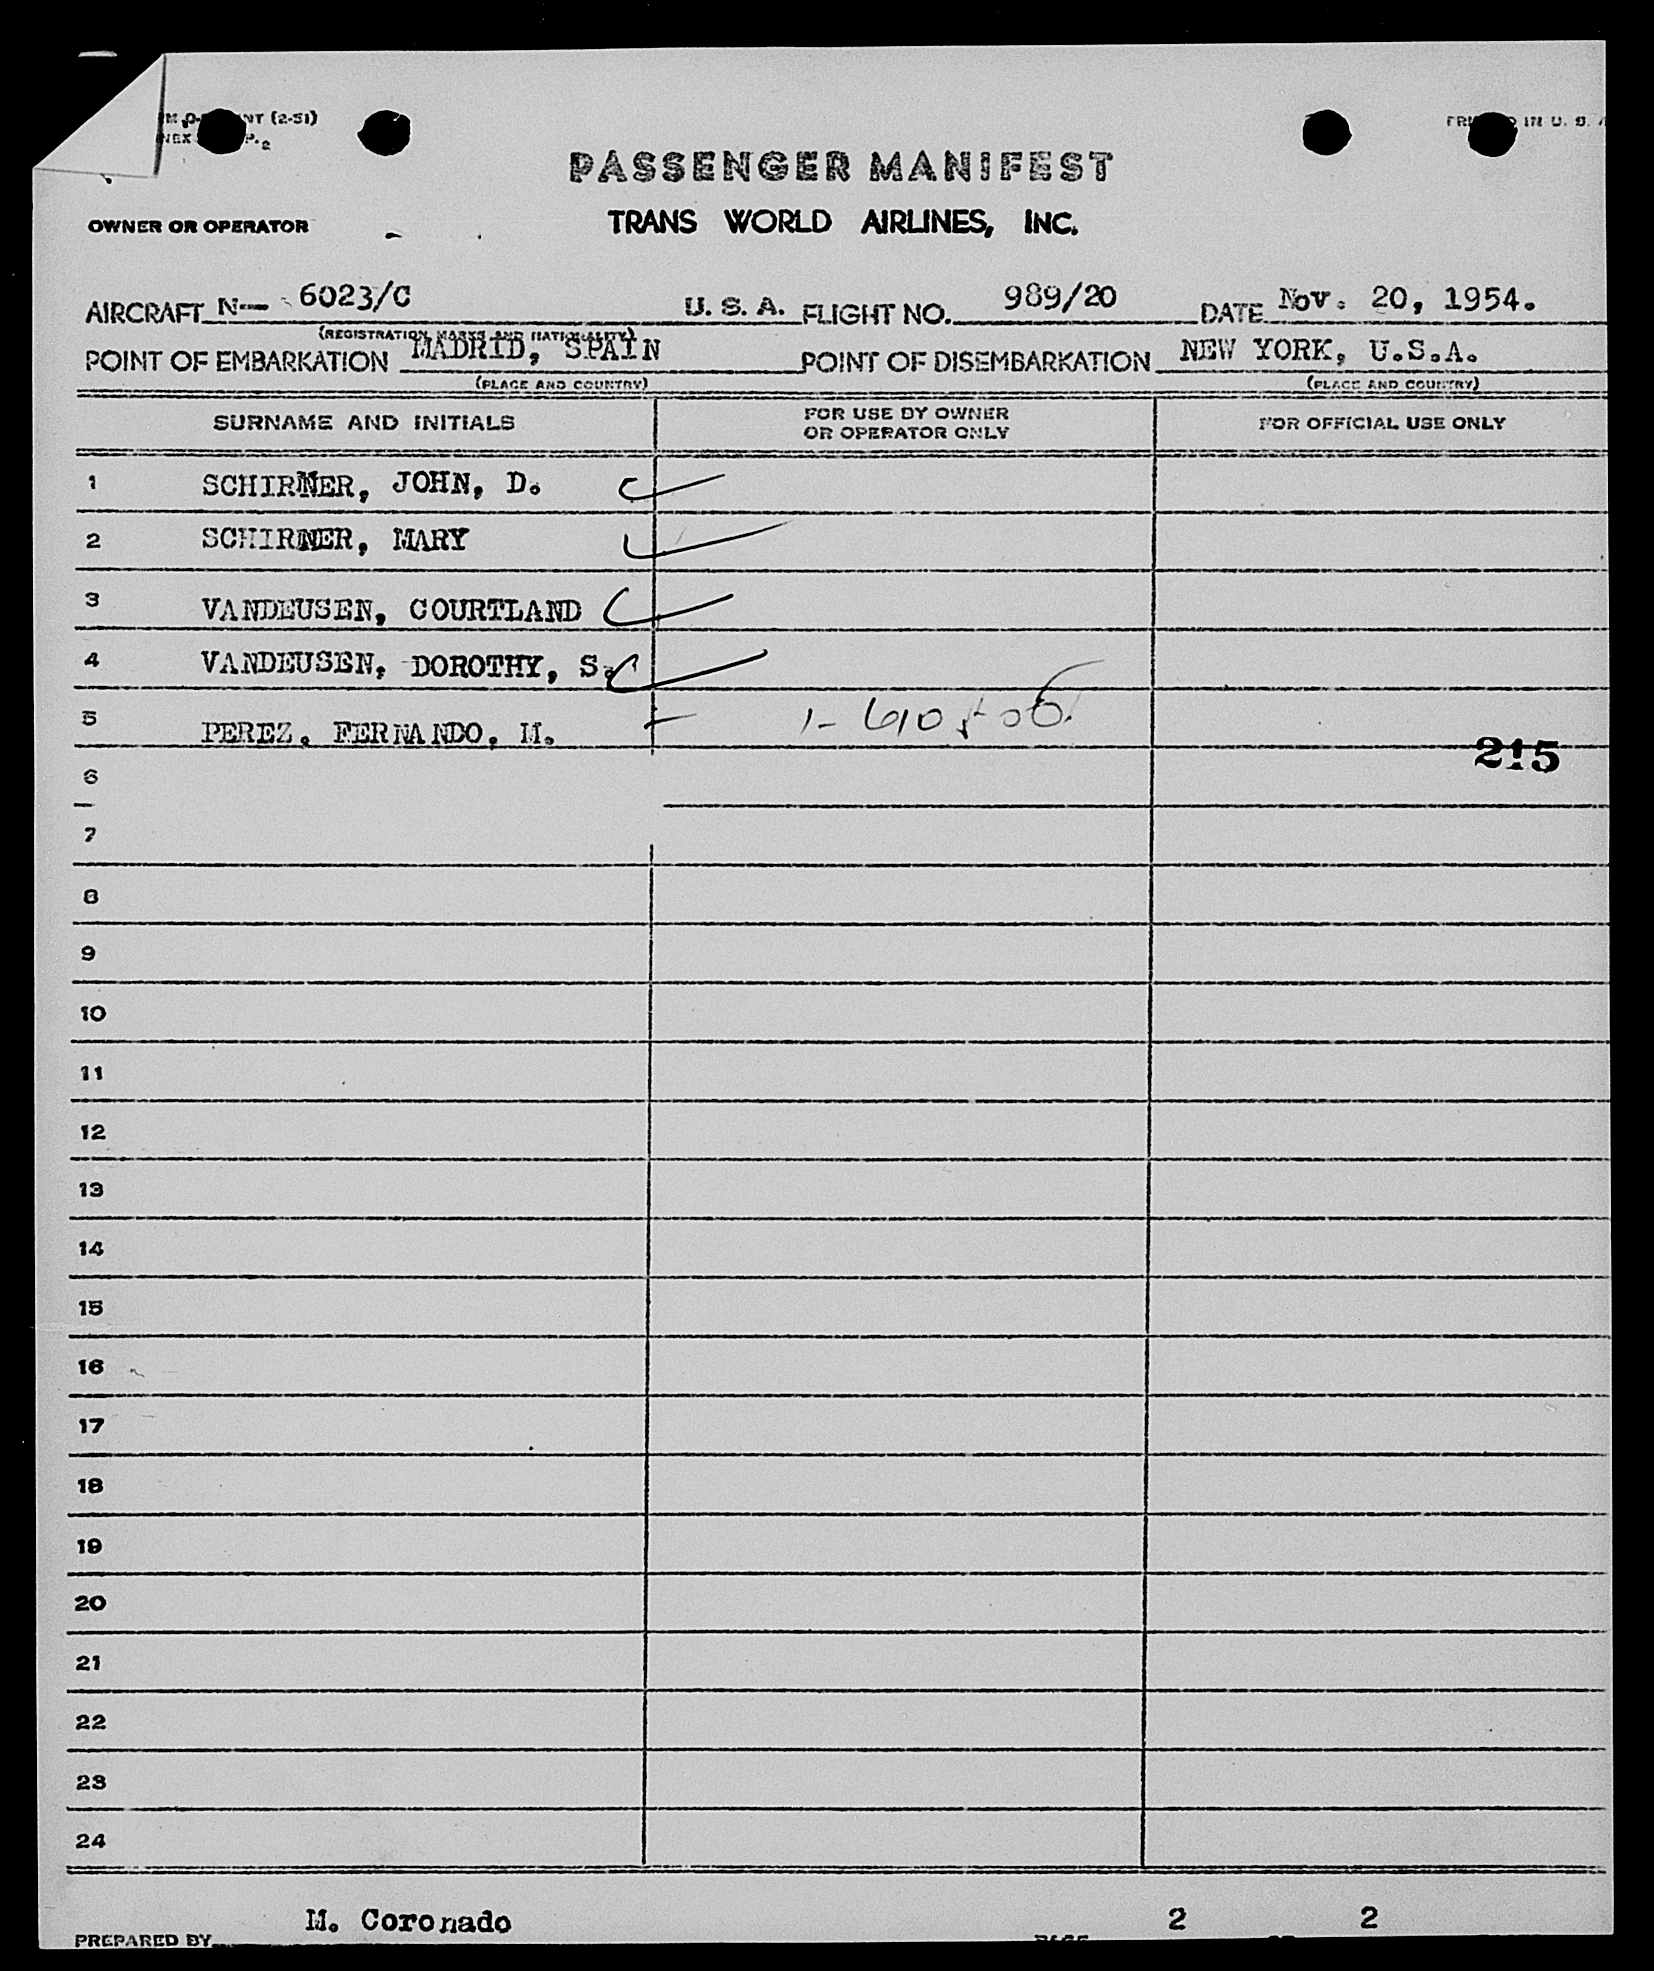 NT (2-51)
IN U. S. A
PASSENGER MANIFEST
OWNER OR OPERATOR TRANS WORLD AIRLINES, INC.
AIRCRAFT N-- 6023/C U. S. A. FLIGHT NO. 989/20 DATE Nov. 20, 1954.
(REGISTRATION MARKS AND NATIONALITY)
POINT OF EMBARKATION MADRID, SPAIN POINT OF DISEMBARKATION NEW YORK, U.S.A.
(PLACE AND COUNTRY) (PLACE AND COUNTRY)
SURNAME AND INITIALS FOR USE BY OWNER OR OPERATOR ONLY FOR OFFICIAL USE ONLY
1 SCHIRMER, JOHN, D.
2 SCHIRMER, MARY
3 VANDEUSEN, COURTLAND
4 VANDEUSEN, DOROTHY, S.
5 PEREZ, FERNANDO, M.
215
6
7
8
9
10
11
12
13
14
15
16
17
18
19
20
21
22
23
24
M. Coronado 2 2
PREPARED BY